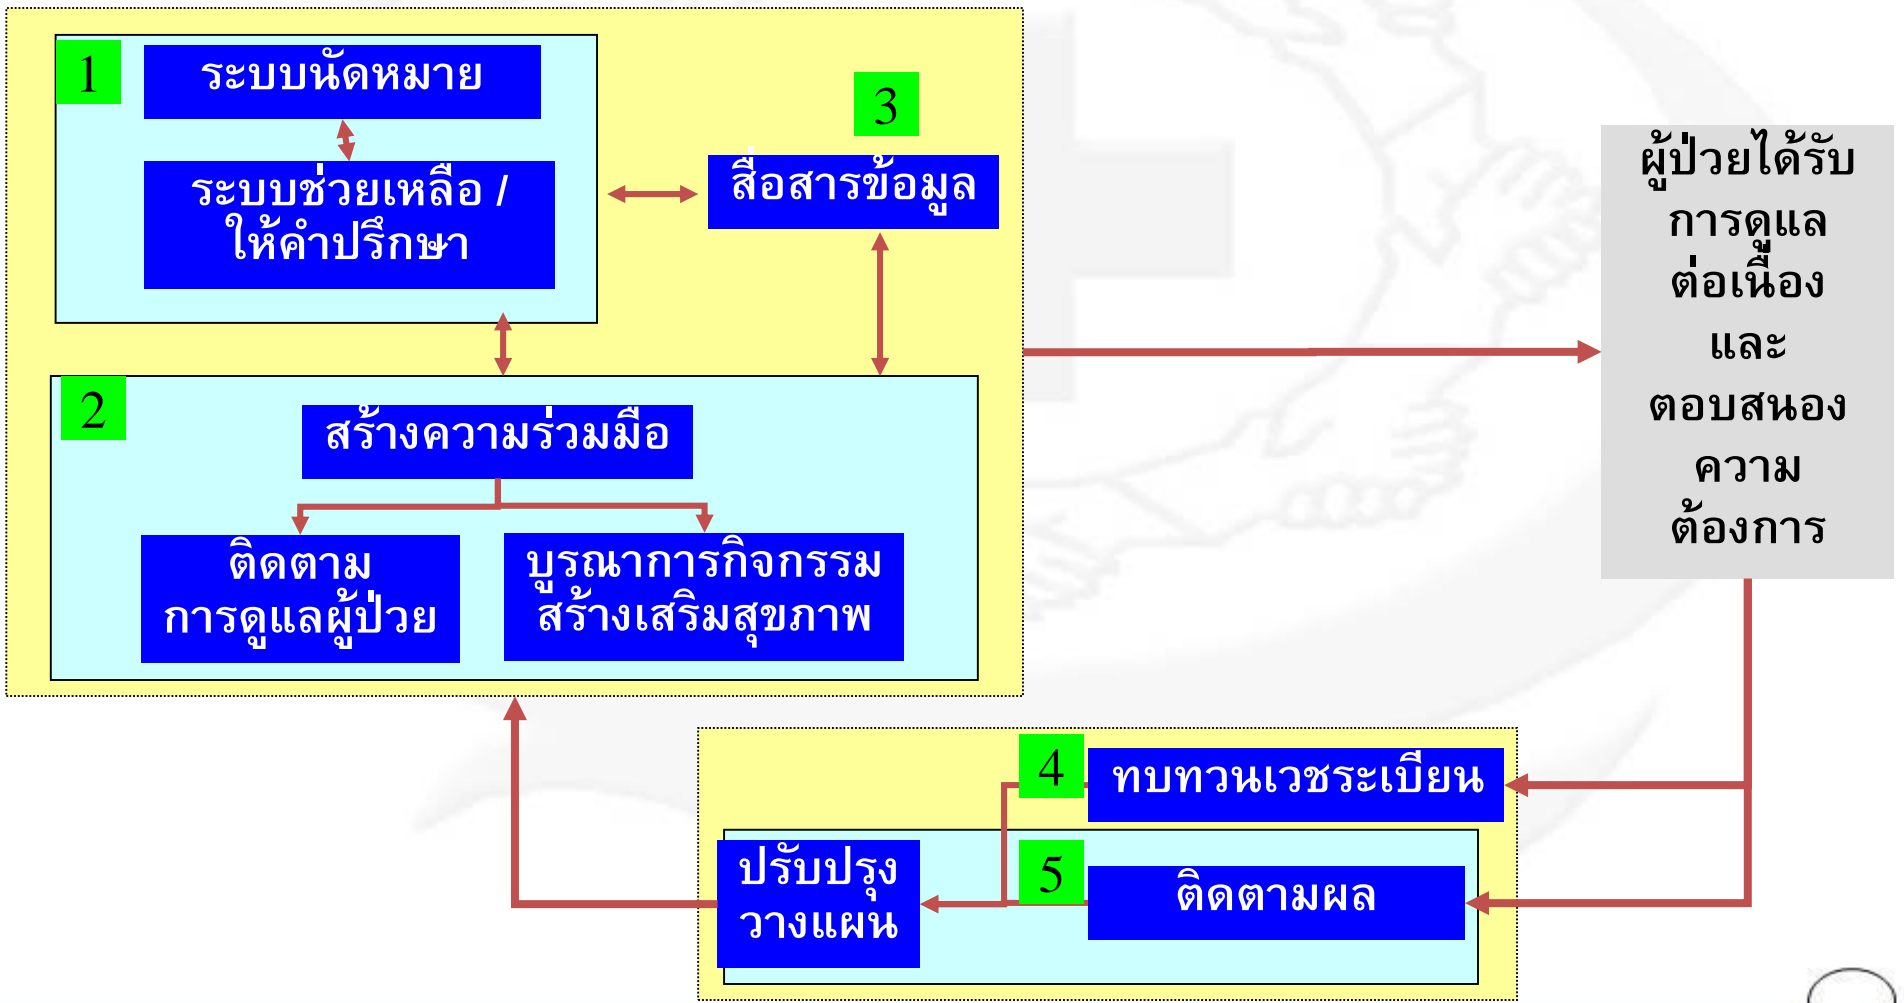 1
ระบบนัดหมาย
ระบบช่วยเหลือ /
ให้คำปรึกษา
3
สื่อสารข้อมูล
2
สร้างความร่วมมือ
ติดตาม
การดูแลผู้ป่วย
บูรณาการกิจกรรม
สร้างเสริมสุขภาพ
ผู้ป่วยได้รับ
การดูแล
ต่อเนื่อง
และ
ตอบสนอง
ความ
ต้องการ
4
ทบทวนเวชระเบียน
5
ติดตามผล
ปรับปรุง
วางแผน